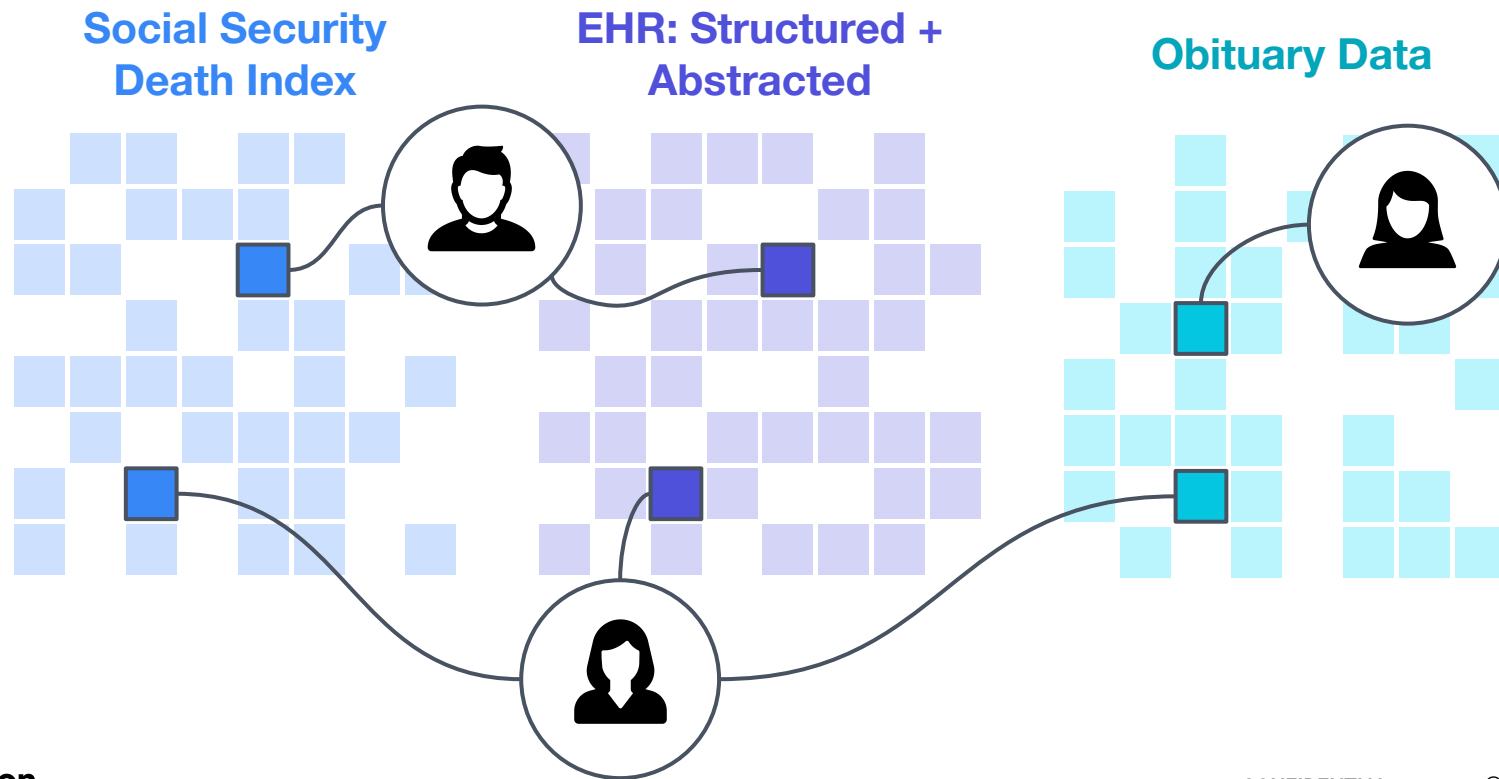 Social Security
Death Index
EHR: Structured +
Abstracted
Obituary Data